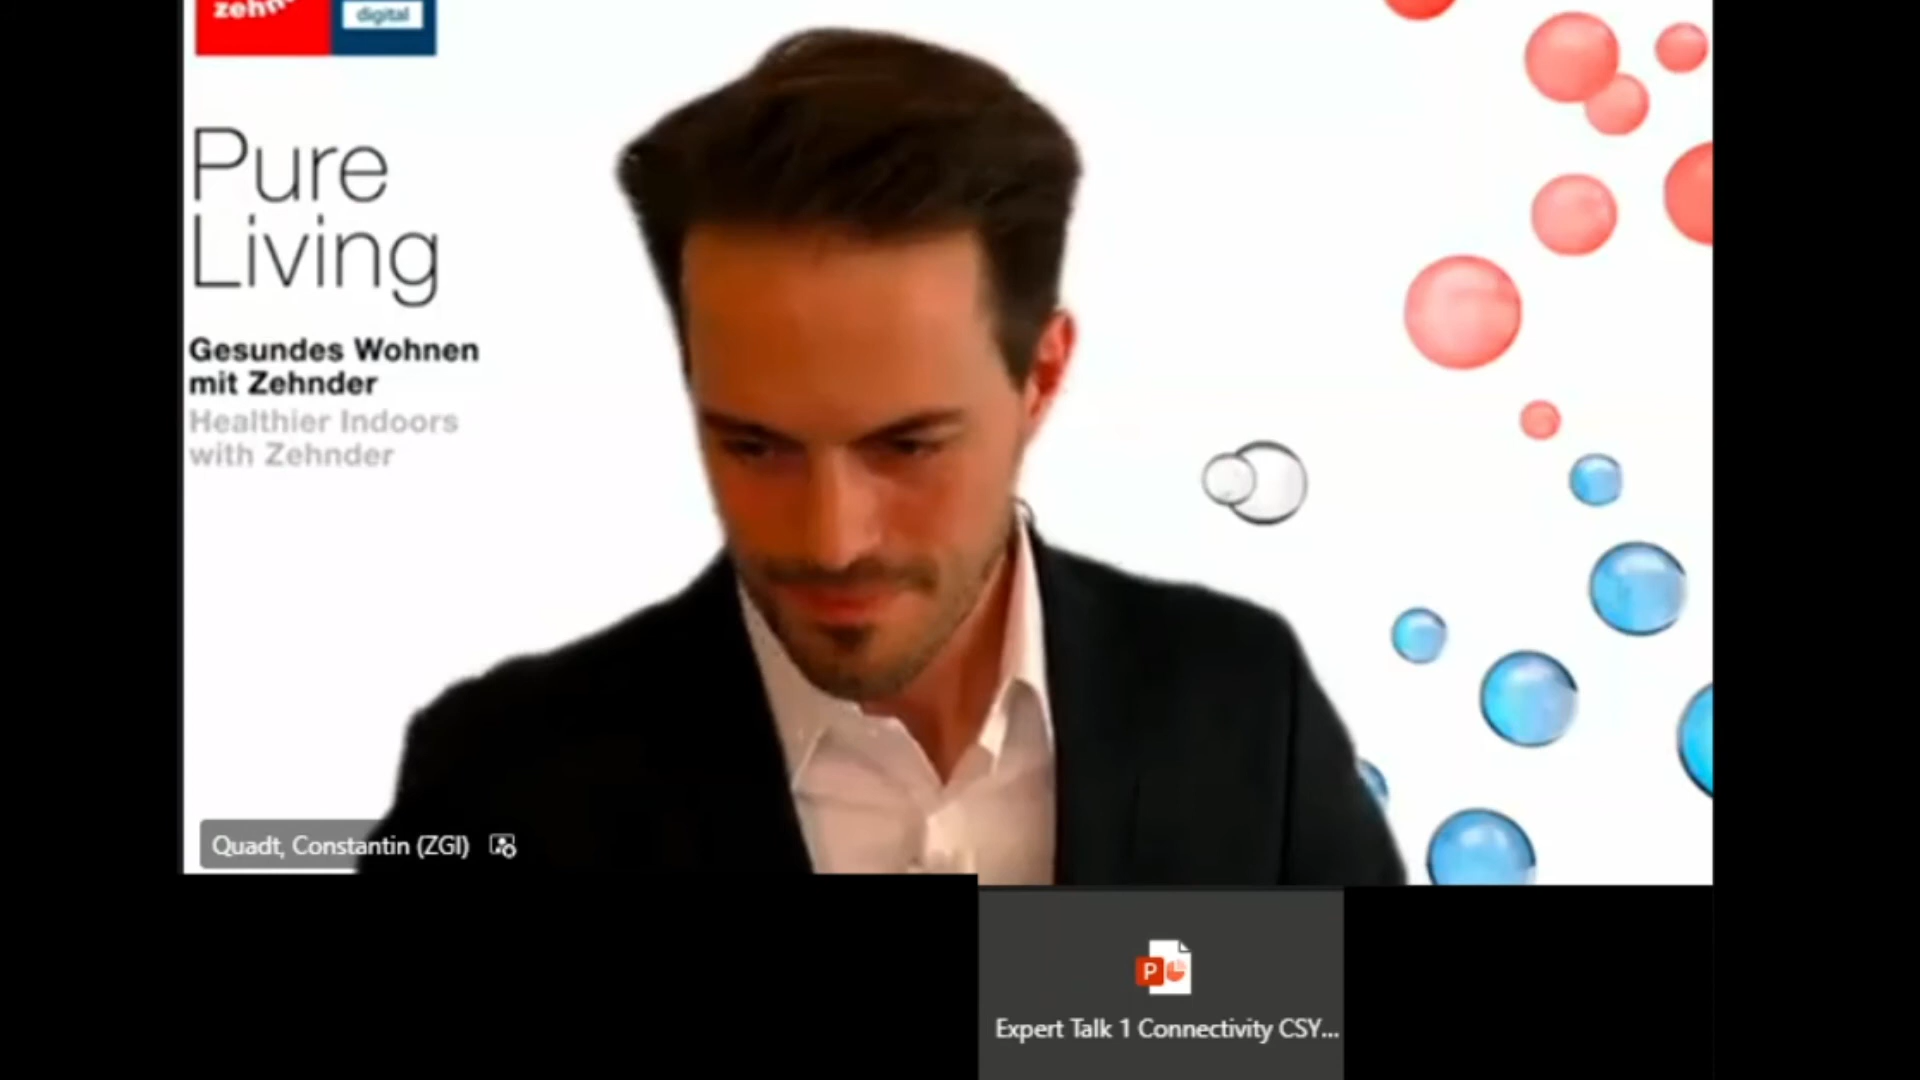 zehnder
digital
Pure
Living
Gesundes Wohnen
mit Zehnder
Healthier Indoors
with Zehnder
Quadt, Constantin (ZGI)
P
Expert Talk 1 Connectivity CSY...